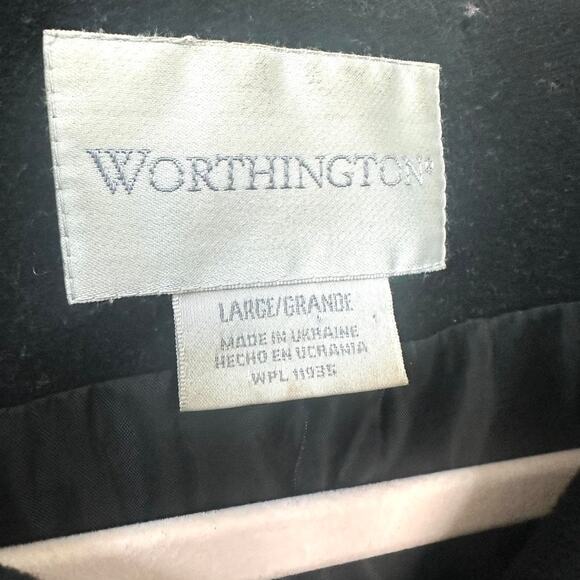 WORTHINGTON®
LARGE/GRANDE
MADE IN UKRAINE
HECHO EN UCRANIA
WPL 11935